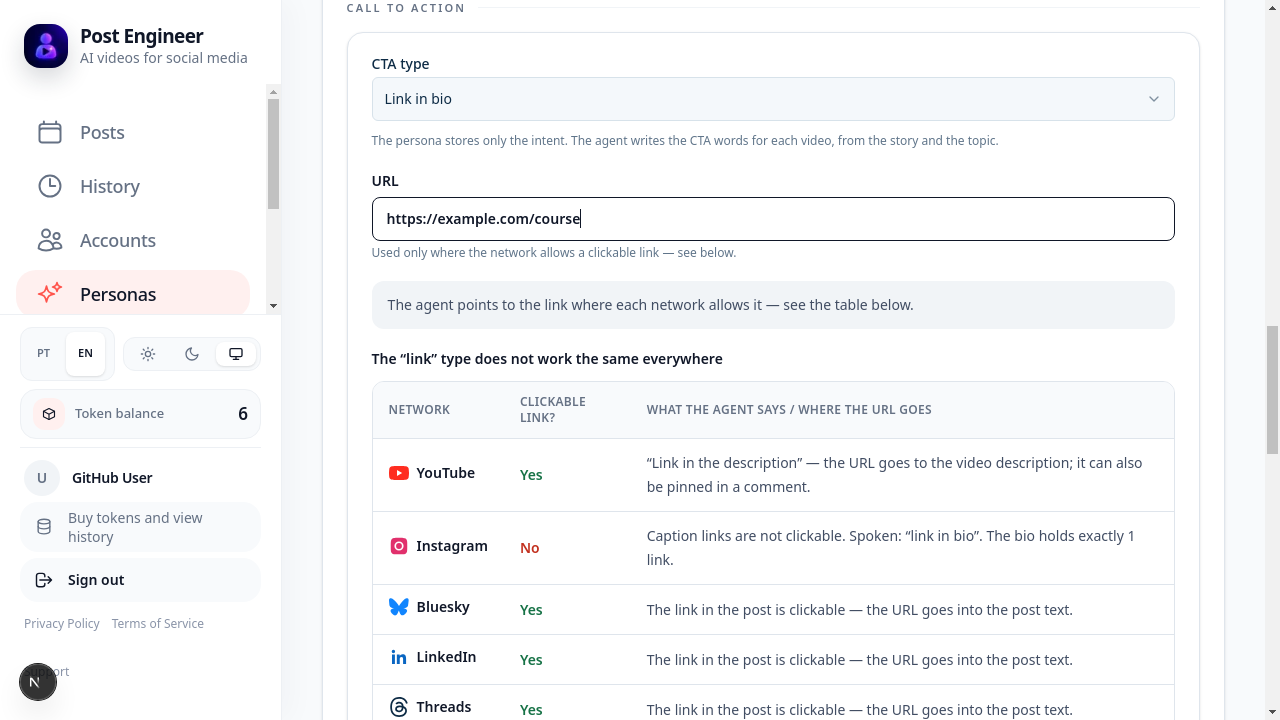 Post Engineer
AI videos for social media
Posts
History
Accounts
Personas
PT
EN
Token balance
6
U
GitHub User
Buy tokens and view
history
Sign out
Privacy Policy
Terms of Service
N
CALL TO ACTION
CTA type
Link in bio
The persona stores only the intent. The agent writes the CTA words for each video, from the story and the topic.
URL
https://example.com/course
Used only where the network allows a clickable link — see below.
The agent points to the link where each network allows it — see the table below.
The “link” type does not work the same everywhere
NETWORK
CLICKABLE
LINK?
WHAT THE AGENT SAYS / WHERE THE URL GOES
YouTube
Yes
“Link in the description” — the URL goes to the video description; it can also
be pinned in a comment.
Instagram
No
Caption links are not clickable. Spoken: “link in bio”. The bio holds exactly 1
link.
Bluesky
Yes
The link in the post is clickable — the URL goes into the post text.
LinkedIn
Yes
The link in the post is clickable — the URL goes into the post text.
Threads
Yes
The link in the post is clickable — the URL goes into the post text.